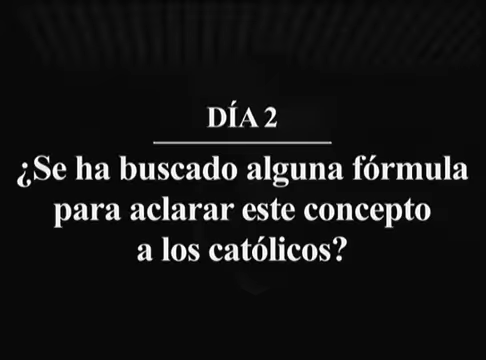 DÍA 2
¿Se ha buscado alguna fórmula
para aclarar este concepto
a los católicos?